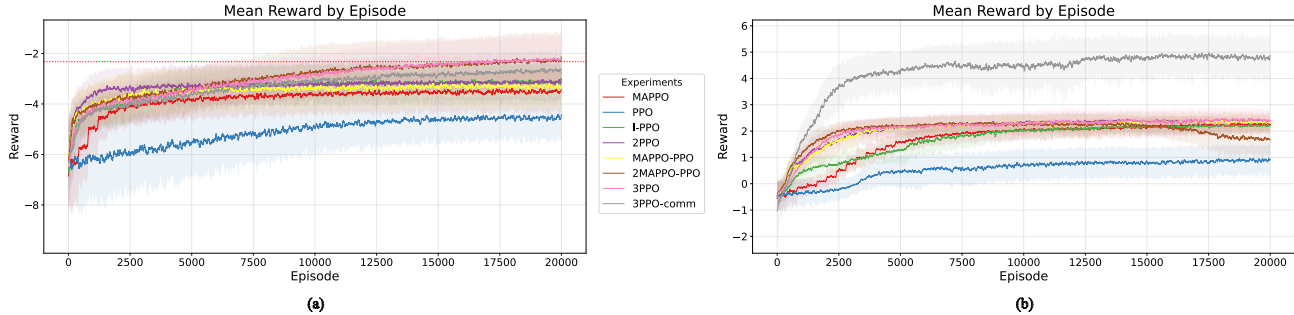 Mean Reward by Episode
−2
−4
−6
−8
Reward
0
2500
5000
7500
10000
12500
15000
17500
20000
Episode
(a)
Experiments
MAPPO
PPO
I-PPO
2PPO
MAPPO-PPO
2MAPPO-PPO
3PPO
3PPO-comm
Mean Reward by Episode
6
5
4
3
2
1
0
−1
−2
Reward
0
2500
5000
7500
10000
12500
15000
17500
20000
Episode
(b)